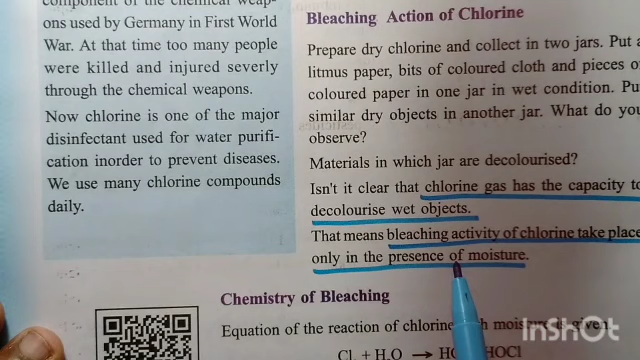 component of the chemical weap-
ons used by Germany in First World
War. At that time too many people
were killed and injured severly
through the chemical weapons.
Now chlorine is one of the major
disinfectant used for water purifi-
cation inorder to prevent diseases.
We use many chlorine compounds
daily.
Bleaching Action of Chlorine
Prepare dry chlorine and collect in two jars. Put a
litmus paper, bits of coloured cloth and pieces o
coloured paper in one jar in wet condition. Pu
similar dry objects in another jar. What do you
observe?
Materials in which jar are decolourised?
Isn't it clear that chlorine gas has the capacity to
decolourise wet objects.
That means bleaching activity of chlorine take place
only in the presence of moisture.
Chemistry of Bleaching
Equation of the reaction of chlorine moisture is given.
Cl + H₂O → HOCl
InShOt